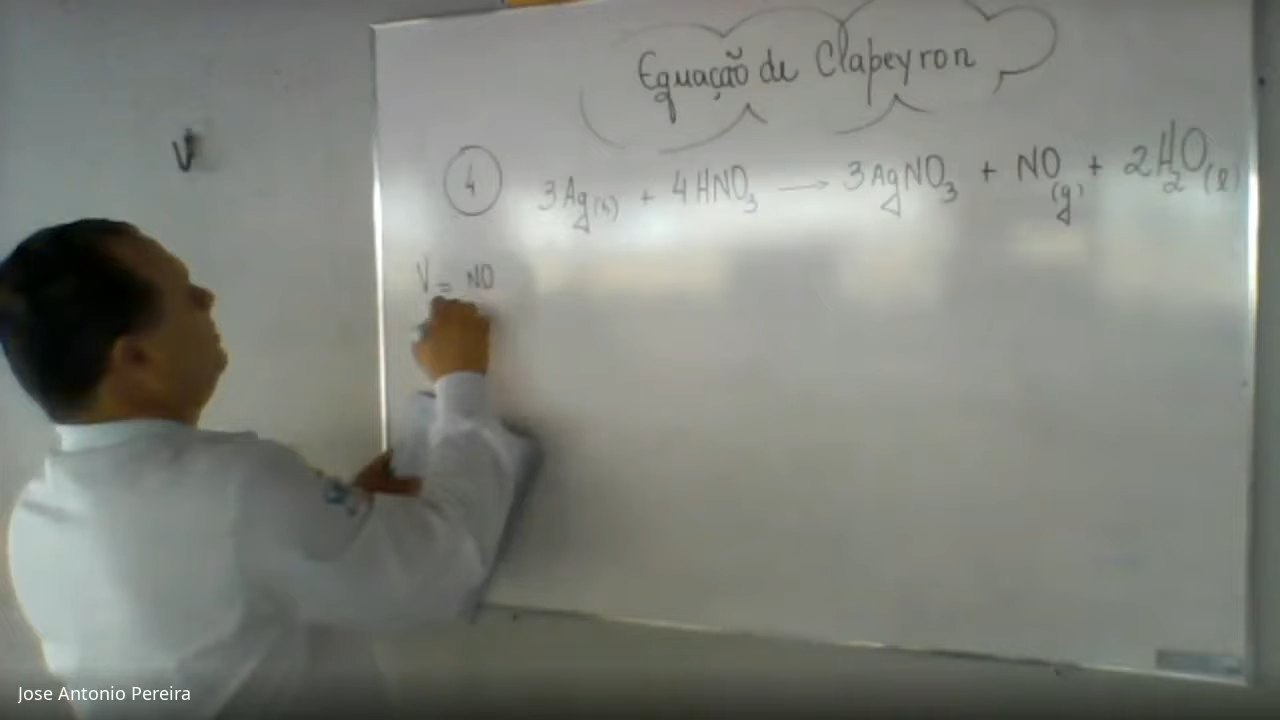 Equação de Clapeyron
4 3Ag(s) + 4HNO3 → 3AgNO3 + NO(g) + 2H2O(l)
V = NO
Jose Antonio Pereira